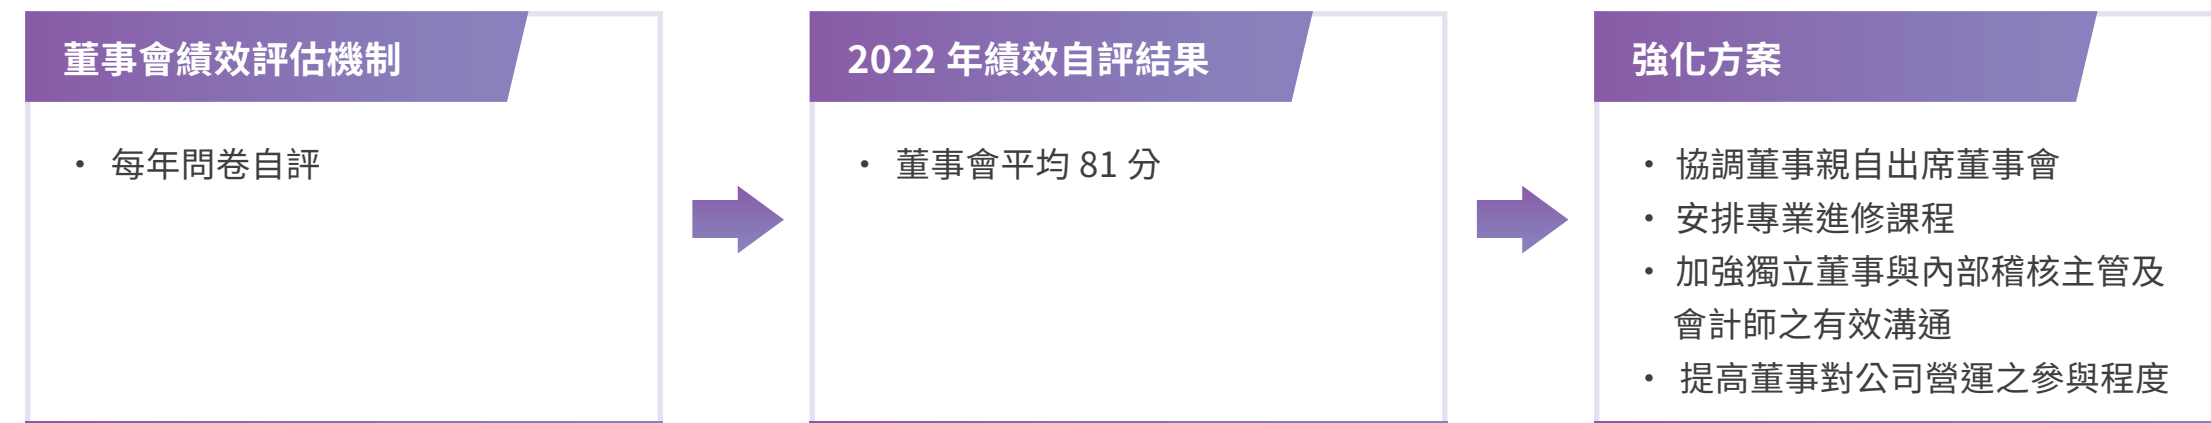 董事會績效評估機制
• 每年問卷自評
2022 年績效自評結果
• 董事會平均 81 分
強化方案
• 協調董事親自出席董事會
• 安排專業進修課程
• 加強獨立董事與內部稽核主管及
會計師之有效溝通
• 提高董事對公司營運之參與程度